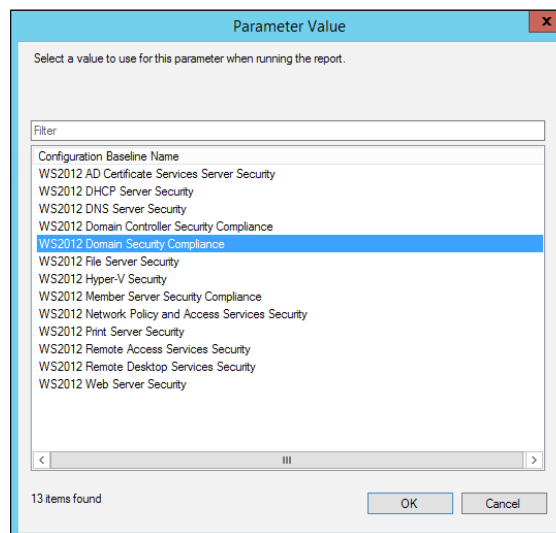 Parameter Value
x
Select a value to use for this parameter when running the report.
Filter
Configuration Baseline Name
WS2012 AD Certificate Services Server Security
WS2012 DHCP Server Security
WS2012 DNS Server Security
WS2012 Domain Controller Security Compliance
WS2012 Domain Security Compliance
WS2012 File Server Security
WS2012 Hyper-V Security
WS2012 Member Server Security Compliance
WS2012 Network Policy and Access Services Security
WS2012 Print Server Security
WS2012 Remote Access Services Security
WS2012 Remote Desktop Services Security
WS2012 Web Server Security
13 items found
OK
Cancel